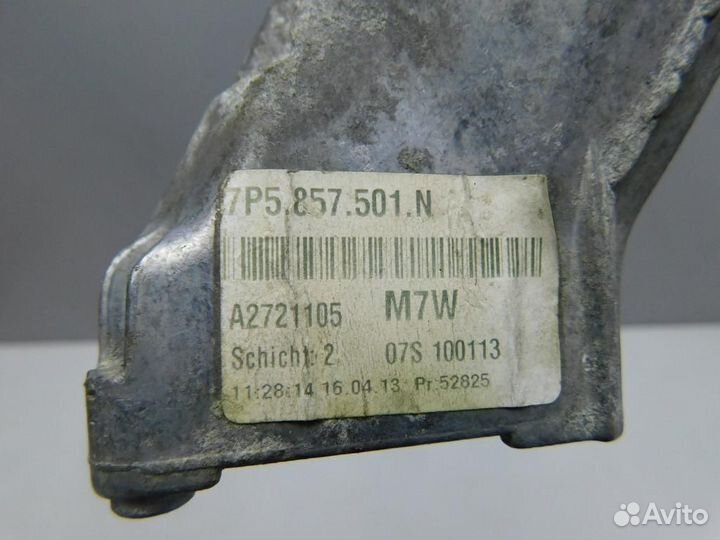 7P5.857.501.N
A2721105 M7W
Schicht: 2 07S 100113
11:28:14 16.04.13 Pr:52825
Avito